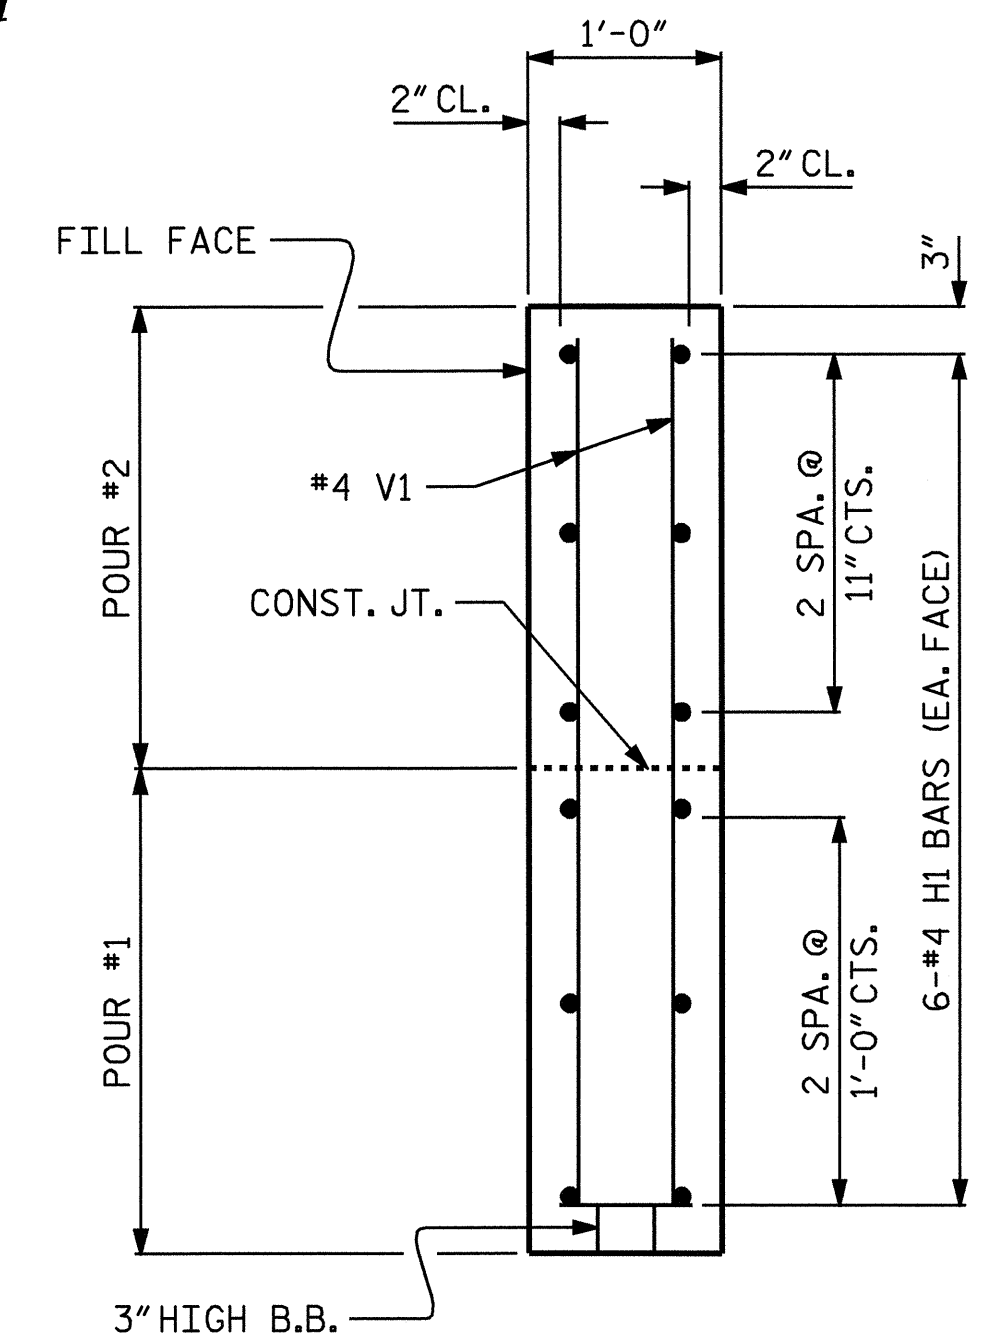 1'-0"
2" CL.
2" CL.
FILL FACE
3"
POUR #2
#4 V1
2 SPA. @
11" CTS.
CONST. JT.
6-#4 H1 BARS (EA. FACE)
POUR #1
2 SPA. @
1'-0" CTS.
3" HIGH B.B.